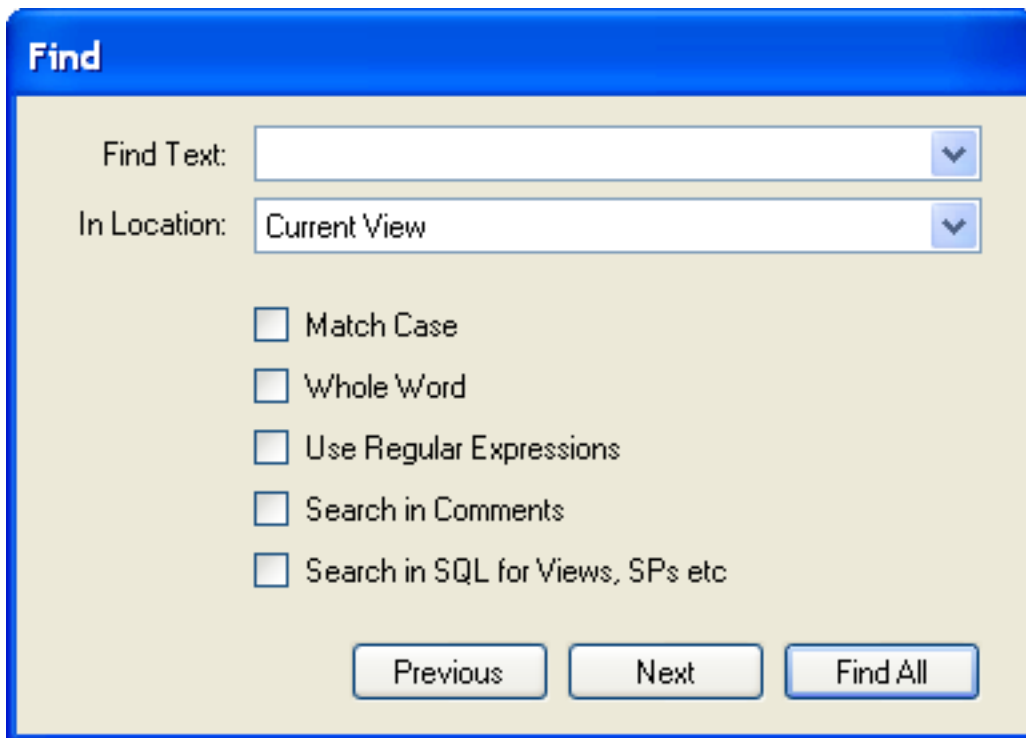 Find
Find Text:
In Location: Current View
Match Case
Whole Word
Use Regular Expressions
Search in Comments
Search in SQL for Views, SPs etc
Previous Next Find All